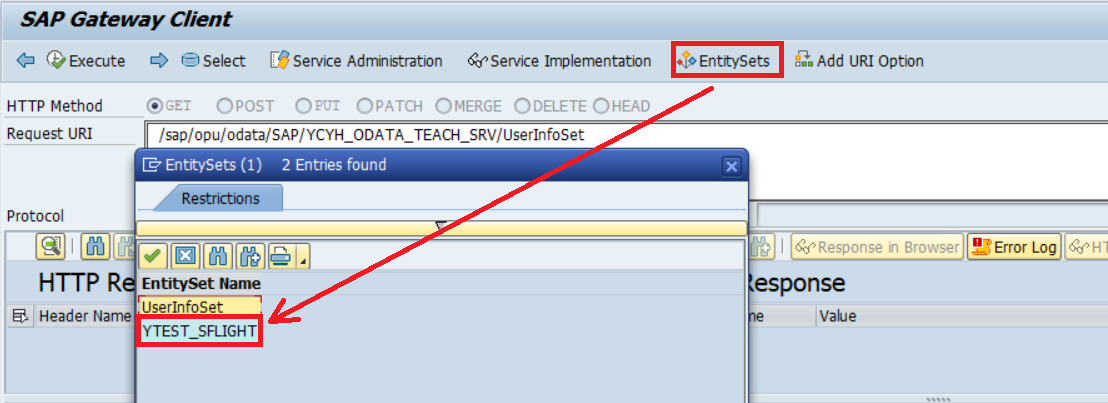 SAP Gateway Client
Execute Select Service Administration Service Implementation EntitySets Add URI Option
HTTP Method GET POST PUT PATCH MERGE DELETE HEAD
Request URI /sap/opu/odata/SAP/YCYH_ODATA_TEACH_SRV/UserInfoSet
EntitySets (1) 2 Entries found
Restrictions
Protocol
Response in Browser Error Log HT
HTTP Re EntitySet Name Response
UserInfoSet
Header Name Value
YTEST_SFLIGHT